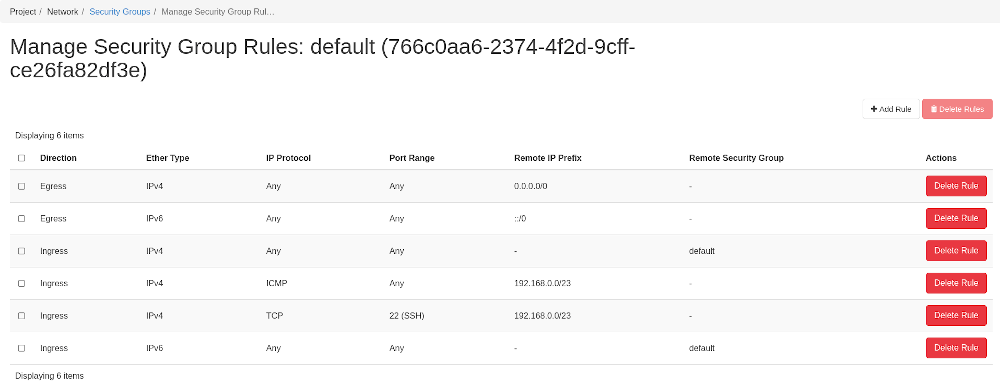 Project / Network / Security Groups / Manage Security Group Rul...
Manage Security Group Rules: default (766c0aa6-2374-4f2d-9cff-
ce26fa82df3e)
Add Rule Delete Rules
Displaying 6 items
Direction Ether Type IP Protocol Port Range Remote IP Prefix Remote Security Group Actions
Egress IPv4 Any Any 0.0.0.0/0 - Delete Rule
Egress IPv6 Any Any ::/0 - Delete Rule
Ingress IPv4 Any Any - default Delete Rule
Ingress IPv4 ICMP Any 192.168.0.0/23 - Delete Rule
Ingress IPv4 TCP 22 (SSH) 192.168.0.0/23 - Delete Rule
Ingress IPv6 Any Any - default Delete Rule
Displaying 6 items